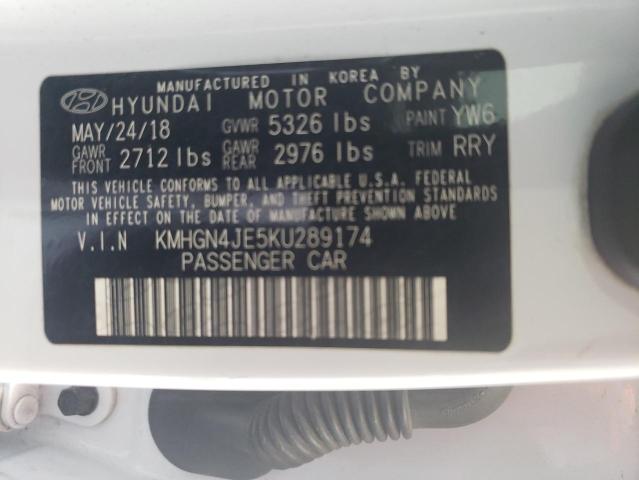 MANUFACTURED IN KOREA BY
HYUNDAI MOTOR COMPANY
MAY/24/18 GVWR 5326 lbs PAINT YW6
GAWR FRONT 2712 lbs GAWR REAR 2976 lbs TRIM RRY
THIS VEHICLE CONFORMS TO ALL APPLICABLE U.S.A. FEDERAL
MOTOR VEHICLE SAFETY, BUMPER, AND THEFT PREVENTION STANDARDS
IN EFFECT ON THE DATE OF MANUFACTURE SHOWN ABOVE.
V.I.N KMHGN4JE5KU289174
PASSENGER CAR